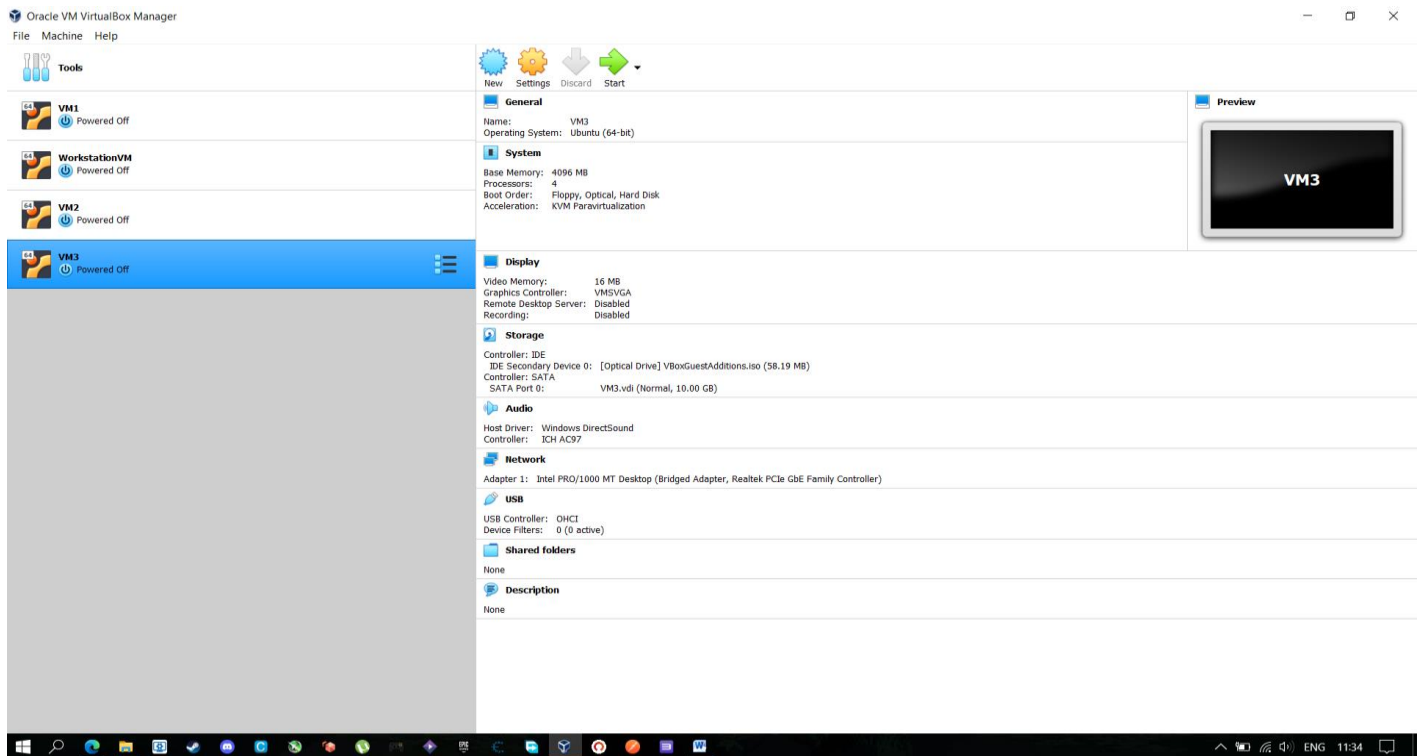 Oracle VM VirtualBox Manager
File Machine Help
Tools
VM1
Powered Off
WorkstationVM
Powered Off
VM2
Powered Off
VM3
Powered Off
New Settings Discard Start
General
Name: VM3
Operating System: Ubuntu (64-bit)
System
Base Memory: 4096 MB
Processors: 4
Boot Order: Floppy, Optical, Hard Disk
Acceleration: KVM Paravirtualization
Preview
VM3
Display
Video Memory: 16 MB
Graphics Controller: VMSVGA
Remote Desktop Server: Disabled
Recording: Disabled
Storage
Controller: IDE
IDE Secondary Device 0: [Optical Drive] VBoxGuestAdditions.iso (58.19 MB)
Controller: SATA
SATA Port 0: VM3.vdi (Normal, 10.00 GB)
Audio
Host Driver: Windows DirectSound
Controller: ICH AC97
Network
Adapter 1: Intel PRO/1000 MT Desktop (Bridged Adapter, Realtek PCIe GbE Family Controller)
USB
USB Controller: OHCI
Device Filters: 0 (0 active)
Shared folders
None
Description
None
ENG 11:34